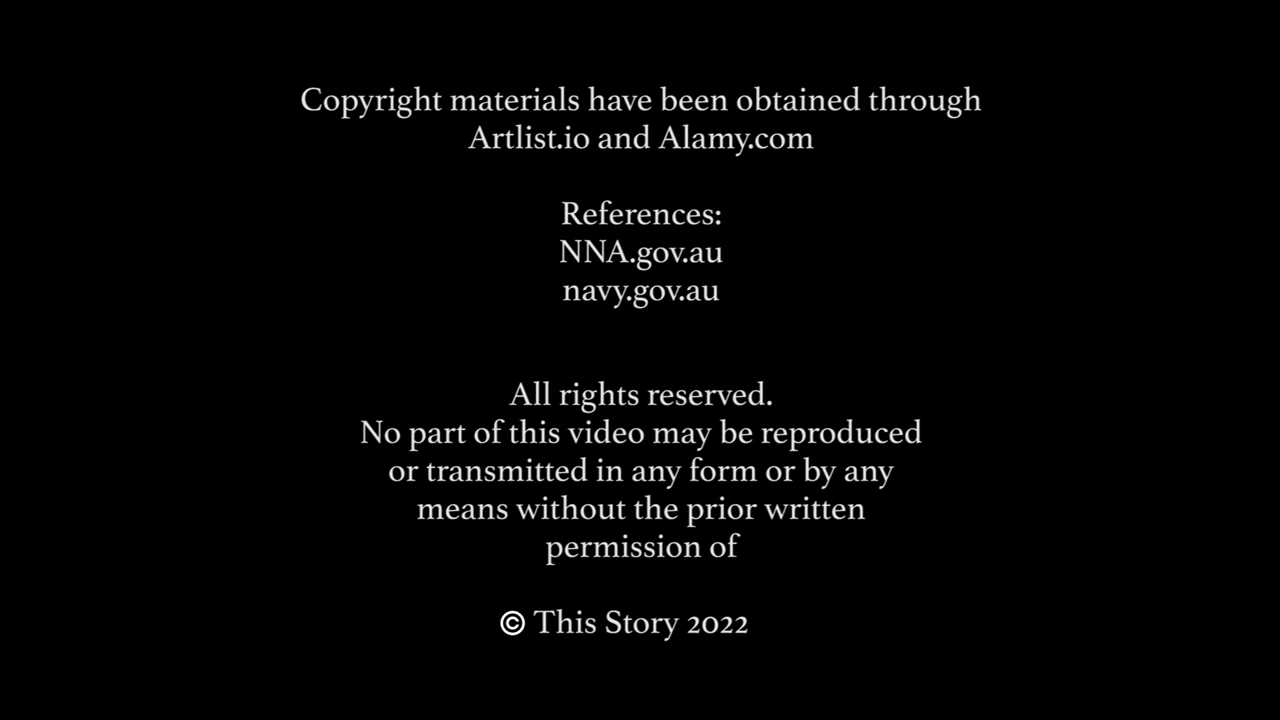 Copyright materials have been obtained through
Artlist.io and Alamy.com
References:
NNA.gov.au
navy.gov.au
All rights reserved.
No part of this video may be reproduced
or transmitted in any form or by any
means without the prior written
permission of
© This Story 2022